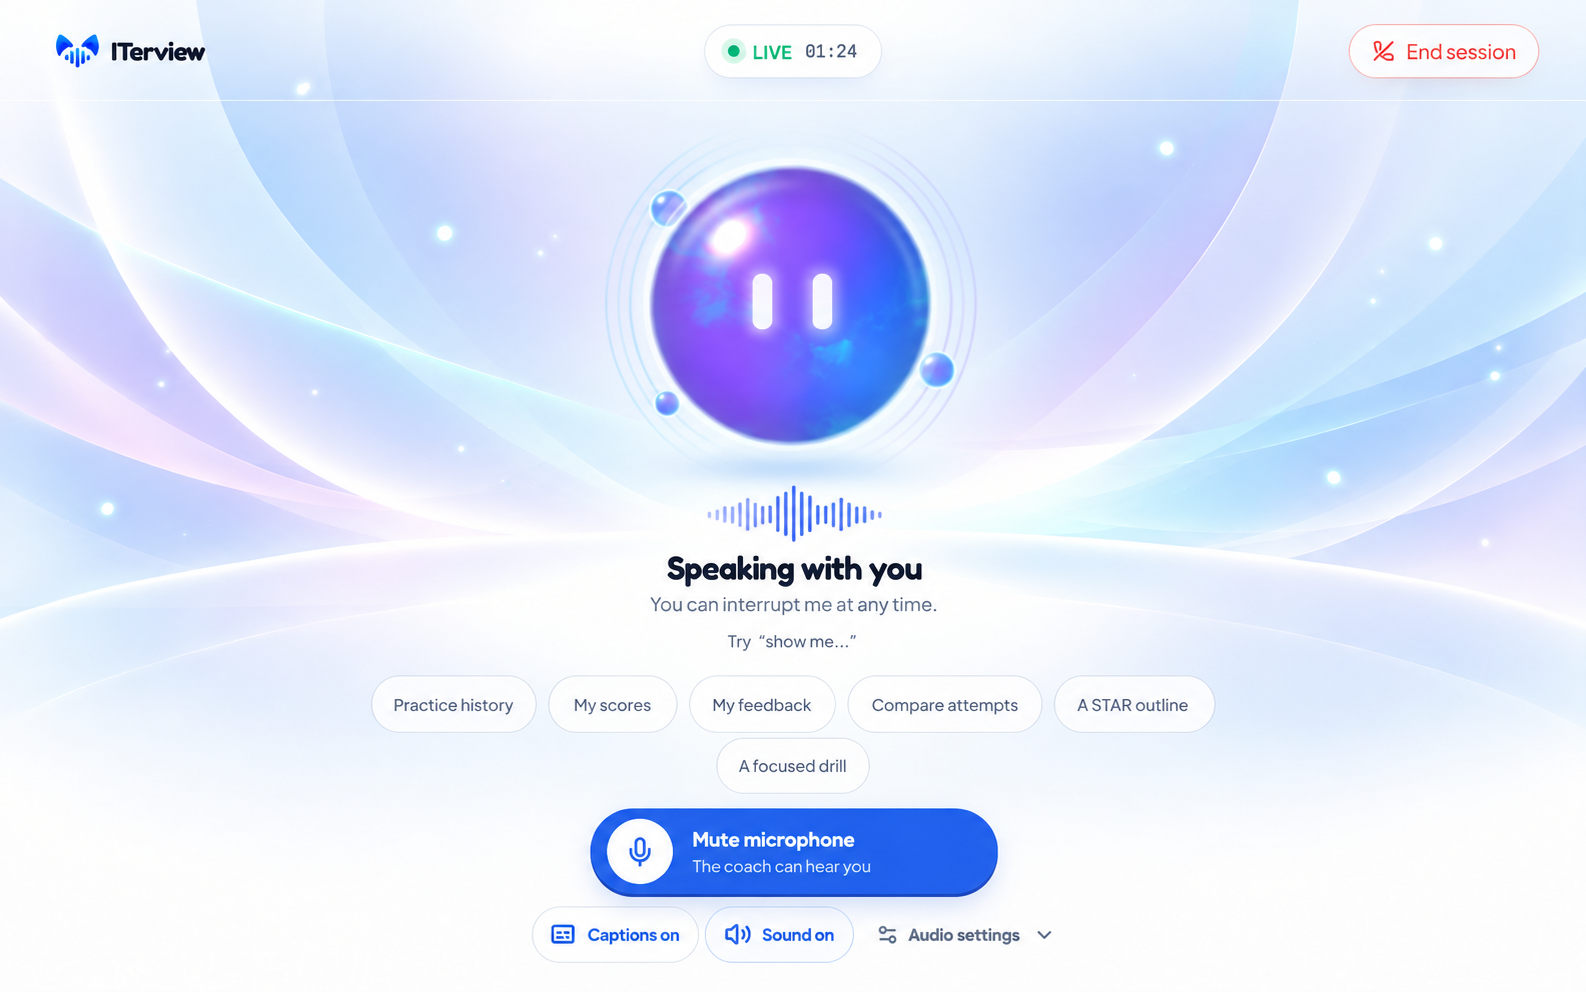 ITerview
LIVE 01:24
End session
Speaking with you
You can interrupt me at any time.
Try “show me...”
Practice history
My scores
My feedback
Compare attempts
A STAR outline
A focused drill
Mute microphone
The coach can hear you
Captions on
Sound on
Audio settings